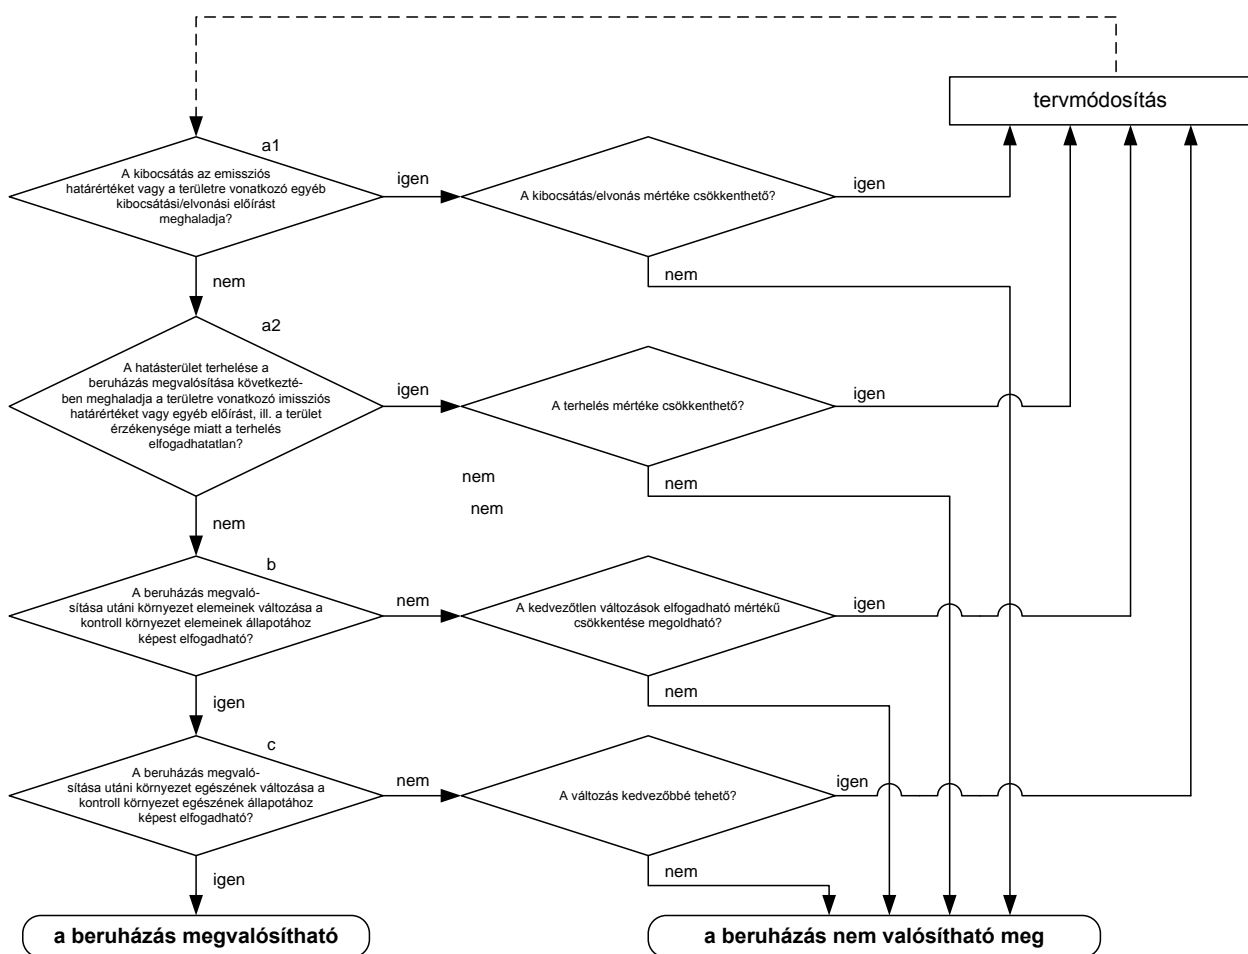 tervmódosítás
a1
A kibocsátás az emissziós
határértéket vagy a területre vonatkozó egyéb
kibocsátási/elvonási előírást
meghaladja?
igen
A kibocsátás/elvonás mértéke csökkenthető?
igen
nem
nem
a2
A hatásterület terhelése a
beruházás megvalósítása következté-
ben meghaladja a területre vonatkozó imissziós
határértéket vagy egyéb előírást, ill. a terület
érzékenysége miatt a terhelés
elfogadhatatlan?
igen
A terhelés mértéke csökkenthető?
igen
nem
nem
nem
nem
b
A beruházás megvaló-
sítása utáni környezet elemeinek változása a
kontroll környezet elemeinek állapotához
képest elfogadható?
nem
A kedvezőtlen változások elfogadható mértékű
csökkentése megoldható?
igen
nem
igen
c
A beruházás megvaló-
sítása utáni környezet egészének változása a
kontroll környezet egészének állapotához
képest elfogadható?
nem
A változás kedvezőbbé tehető?
igen
nem
igen
a beruházás megvalósítható
a beruházás nem valósítható meg